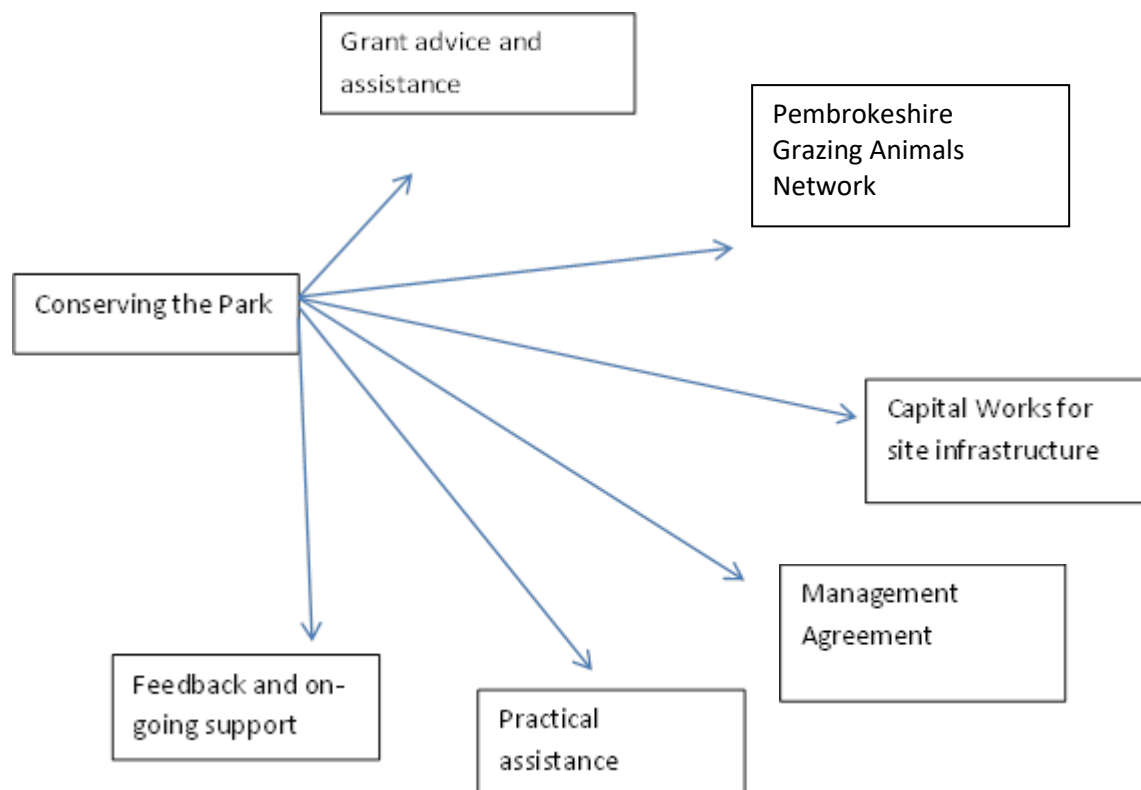 Grant advice and
assistance
Pembrokeshire
Grazing Animals
Network
Conserving the Park
Capital Works for
site infrastructure
Management
Agreement
Feedback and on-
going support
Practical
assistance